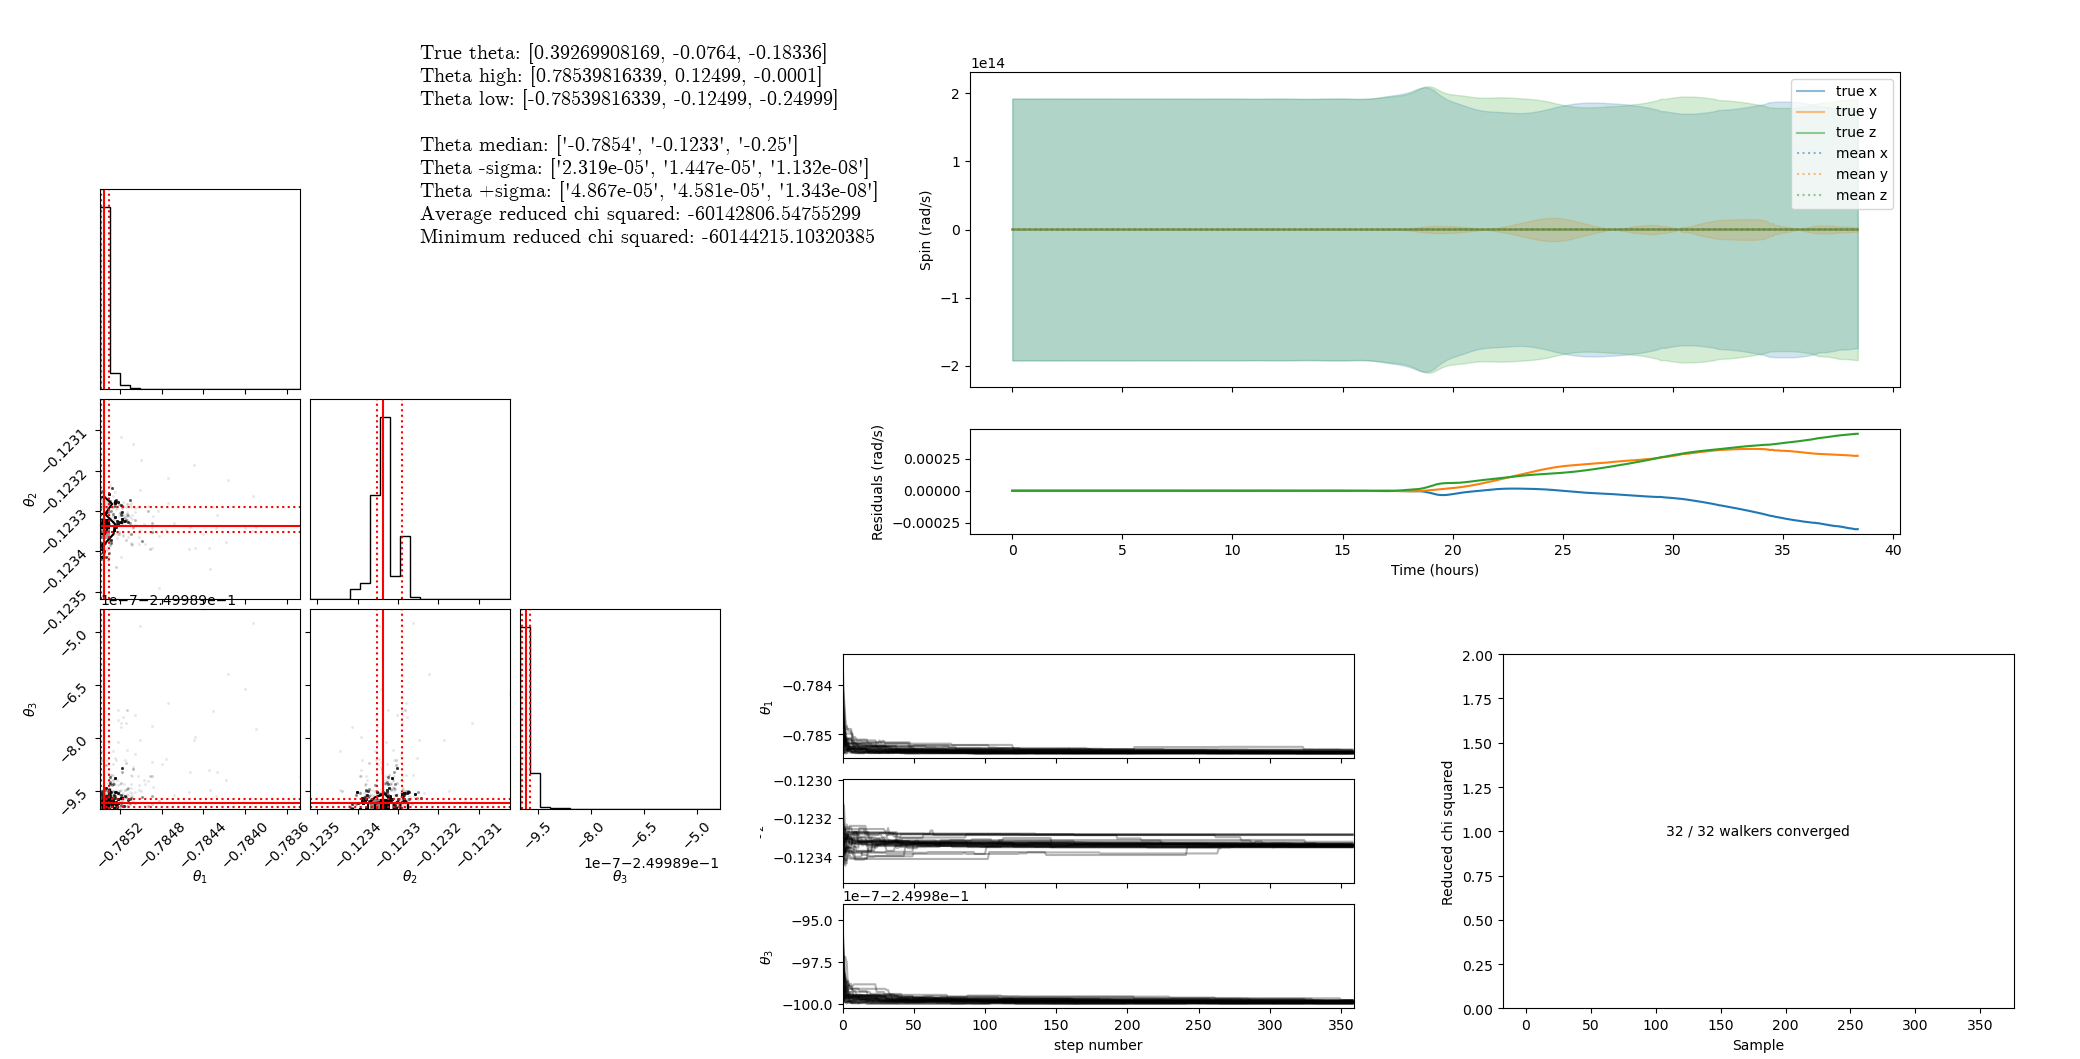 True theta: [0.39269908169, -0.0764, -0.18336]
Theta high: [0.78539816339, 0.12499, -0.0001]
Theta low: [-0.78539816339, -0.12499, -0.24999]
Theta median: ['-0.7854', '-0.1233', '-0.25']
Theta -sigma: ['2.319e-05', '1.447e-05', '1.132e-08']
Theta +sigma: ['4.867e-05', '4.581e-05', '1.343e-08']
Average reduced chi squared: -60142806.54755299
Minimum reduced chi squared: -60144215.10320385
1e14
2
1
0
−1
−2
Spin (rad/s)
true x
true y
true z
mean x
mean y
mean z
0.00025
0.00000
−0.00025
Residuals (rad/s)
0 5 10 15 20 25 30 35 40
Time (hours)
−0.1231
−0.1232
−0.1233
−0.1234
−0.1235
θ2
1e−7−2.49989e−1
−5.0
−6.5
−8.0
−9.5
θ3
−0.7852 −0.7848 −0.7844 −0.7840 −0.7836
θ1
−0.1235 −0.1234 −0.1233 −0.1232 −0.1231
θ2
−9.5 −8.0 −6.5 −5.0
1e−7−2.49989e−1
θ3
−0.784
−0.785
θ1
−0.1230
−0.1232
−0.1234
1e−7−2.4998e−1
−95.0
−97.5
−100.0
θ3
0 50 100 150 200 250 300 350
step number
2.00
1.75
1.50
1.25
1.00
0.75
0.50
0.25
0.00
Reduced chi squared
32 / 32 walkers converged
0 50 100 150 200 250 300 350
Sample